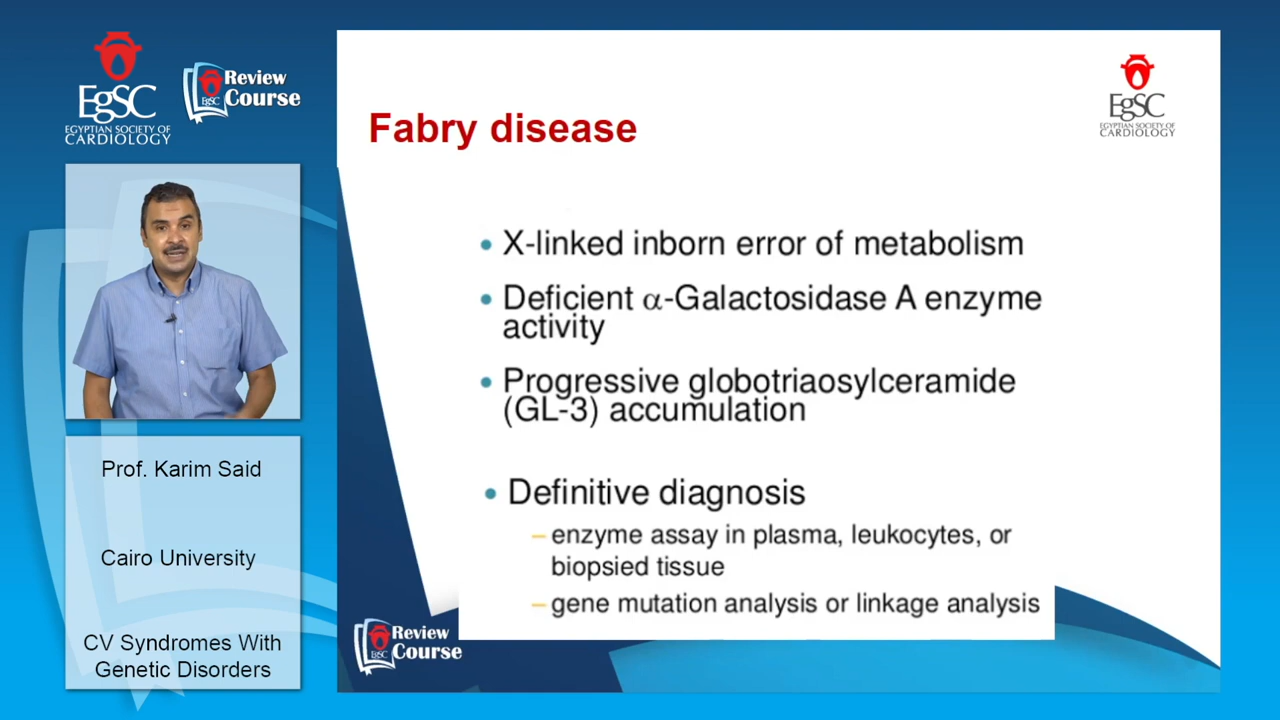 EgSC
EGYPTIAN SOCIETY OF
CARDIOLOGY
EgSC
Review
Course
Prof. Karim Said
Cairo University
CV Syndromes With
Genetic Disorders
EgSC
EGYPTIAN SOCIETY OF
CARDIOLOGY
Fabry disease
• X-linked inborn error of metabolism
• Deficient α-Galactosidase A enzyme
activity
• Progressive globotriaosylceramide
(GL-3) accumulation
• Definitive diagnosis
– enzyme assay in plasma, leukocytes, or
biopsied tissue
– gene mutation analysis or linkage analysis
EgSC
Review
Course